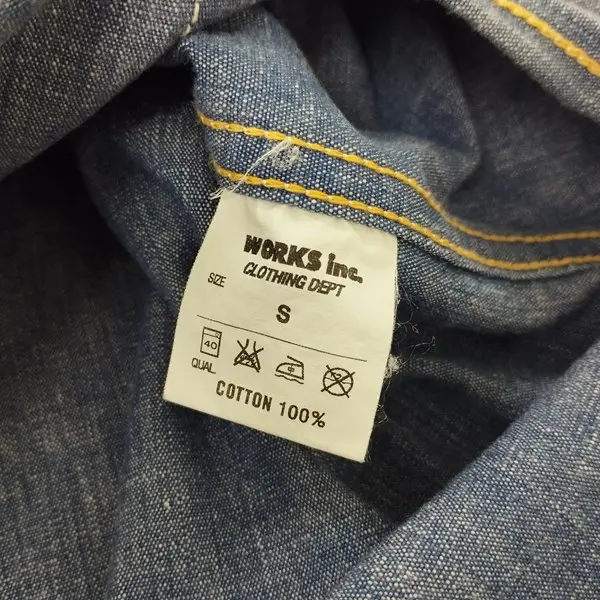 WORKS inc.
CLOTHING DEPT
SIZE
S
40
QUAL
COTTON 100%